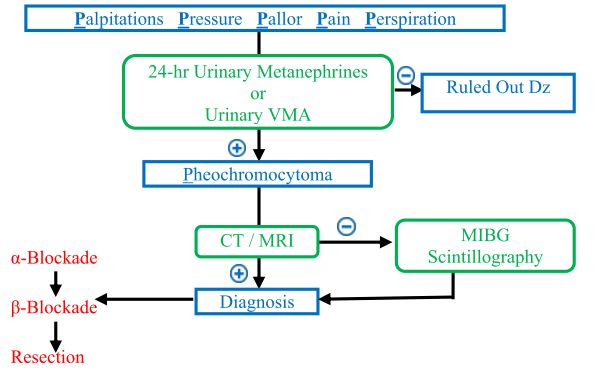 Palpitations Pressure Pallor Pain Perspiration
24-hr Urinary Metanephrines
or
Urinary VMA
Ruled Out Dz
Pheochromocytoma
CT / MRI
MIBG
Scintillography
Diagnosis
α-Blockade
β-Blockade
Resection